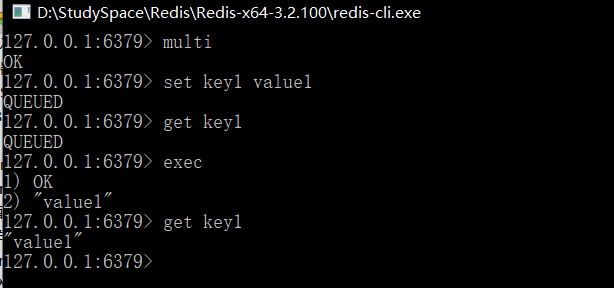 D:\StudySpace\Redis\Redis-x64-3.2.100\redis-cli.exe
127.0.0.1:6379> multi
OK
127.0.0.1:6379> set key1 value1
QUEUED
127.0.0.1:6379> get key1
QUEUED
127.0.0.1:6379> exec
1) OK
2) "value1"
127.0.0.1:6379> get key1
"value1"
127.0.0.1:6379>